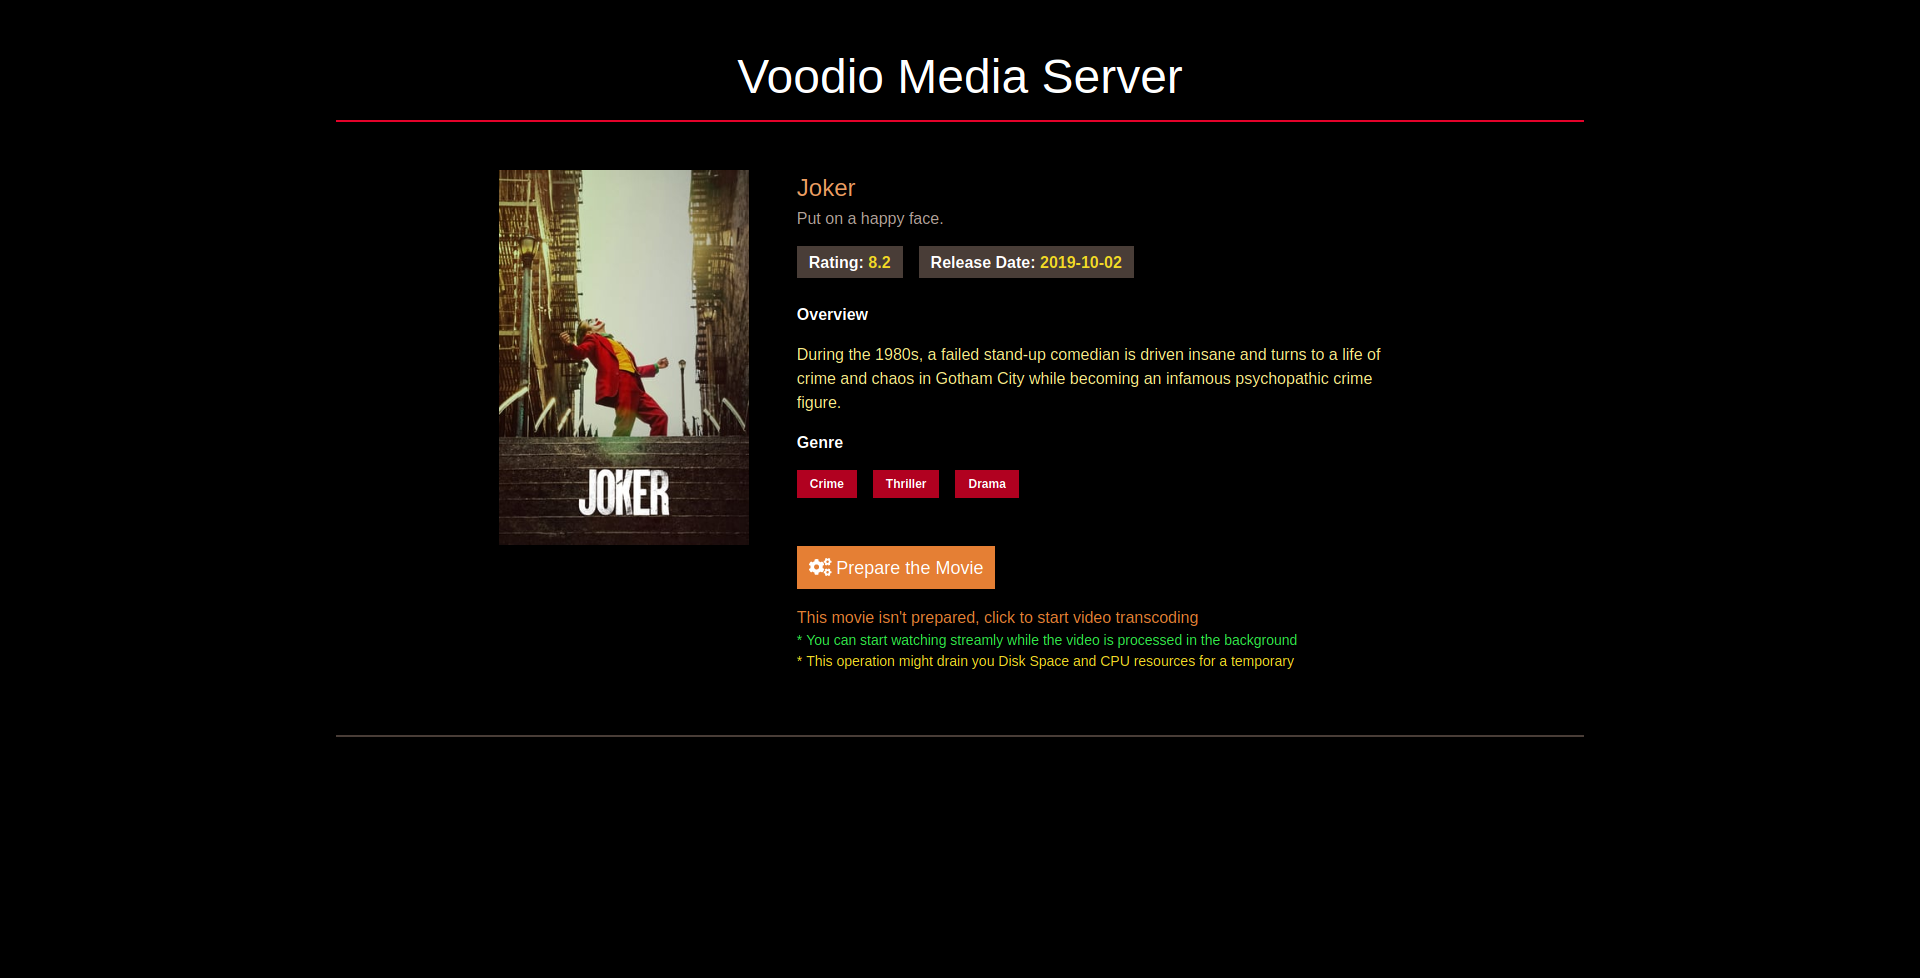 Voodio Media Server
Joker
Put on a happy face.
Rating: 8.2 Release Date: 2019-10-02
Overview
During the 1980s, a failed stand-up comedian is driven insane and turns to a life of
crime and chaos in Gotham City while becoming an infamous psychopathic crime
figure.
Genre
Crime Thriller Drama
JOKER
Prepare the Movie
This movie isn't prepared, click to start video transcoding
* You can start watching streamly while the video is processed in the background
* This operation might drain you Disk Space and CPU resources for a temporary